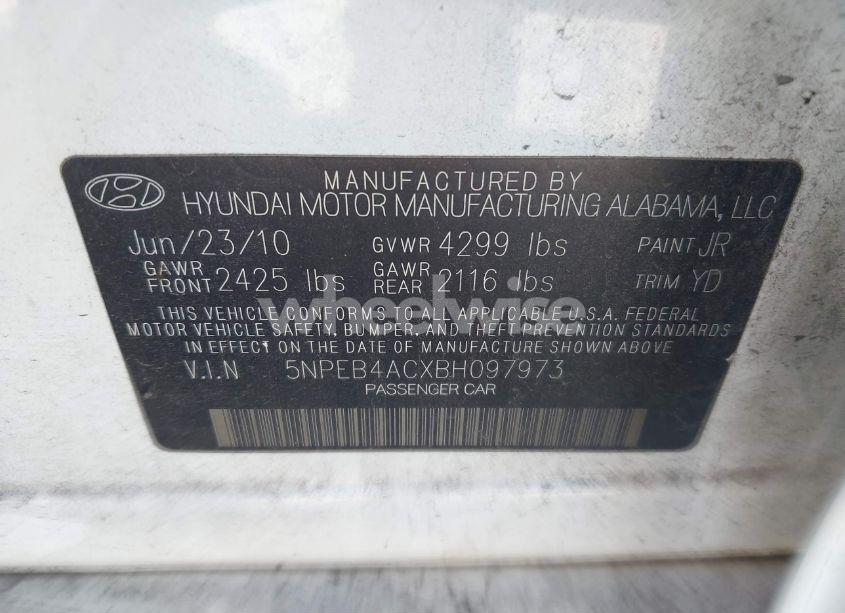 MANUFACTURED BY
HYUNDAI MOTOR MANUFACTURING ALABAMA, LLC
Jun/23/10 GVWR 4299 lbs PAINT JR
GAWR FRONT 2425 lbs GAWR REAR 2116 lbs TRIM YD
wheelwise
THIS VEHICLE CONFORMS TO ALL APPLICABLE U.S.A. FEDERAL
MOTOR VEHICLE SAFETY, BUMPER, AND THEFT PREVENTION STANDARDS
IN EFFECT ON THE DATE OF MANUFACTURE SHOWN ABOVE
V.I.N 5NPEB4ACXBH097973
PASSENGER CAR